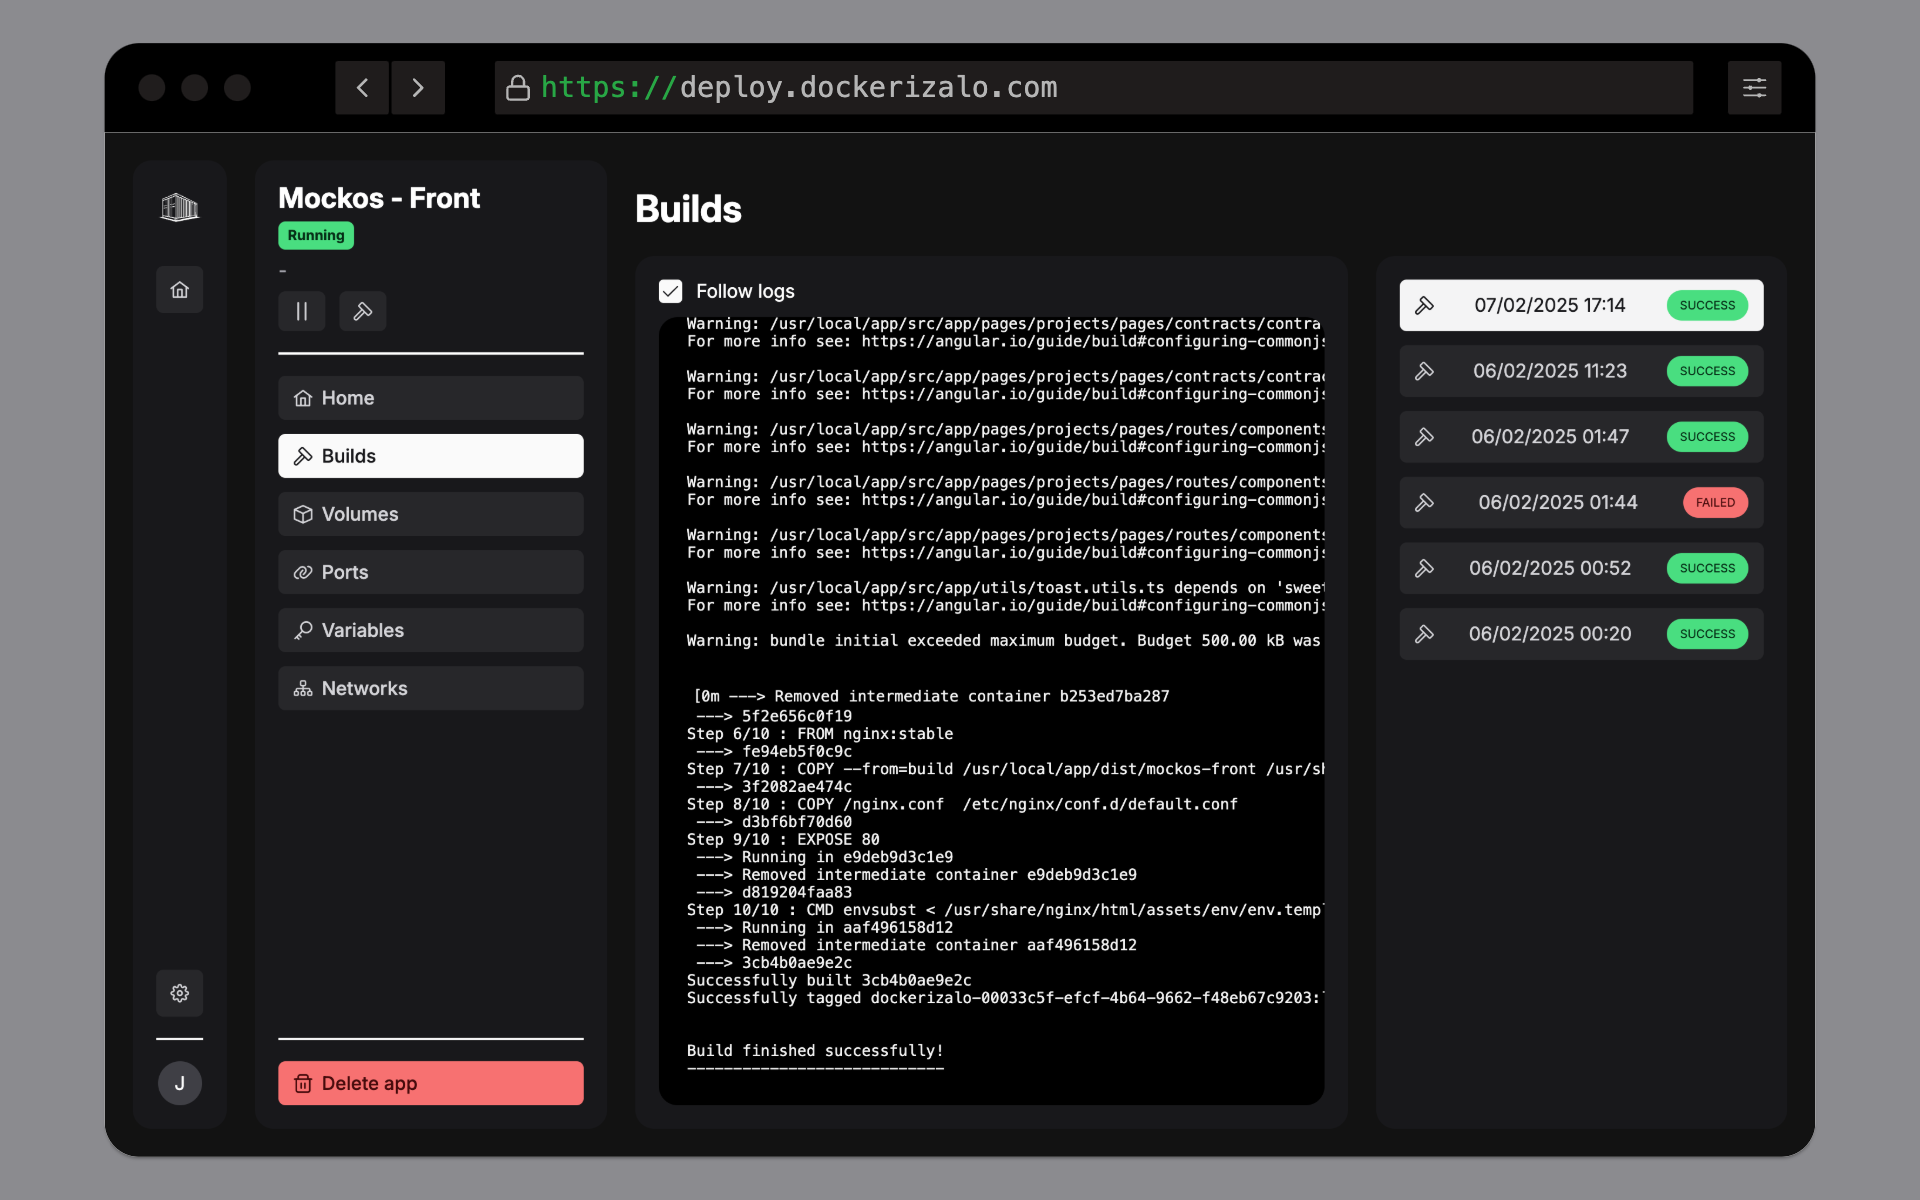 https://deploy.dockerizalo.com
Mockos - Front
Running
-
Home
Builds
Volumes
Ports
Variables
Networks
Delete app
J
Builds
Follow logs
Warning: /usr/local/app/src/app/pages/projects/pages/contracts/contra
For more info see: https://angular.io/guide/build#configuring-commonjs
Warning: /usr/local/app/src/app/pages/projects/pages/contracts/contrac
For more info see: https://angular.io/guide/build#configuring-commonjs
Warning: /usr/local/app/src/app/pages/projects/pages/routes/components
For more info see: https://angular.io/guide/build#configuring-commonjs
Warning: /usr/local/app/src/app/pages/projects/pages/routes/components
For more info see: https://angular.io/guide/build#configuring-commonjs
Warning: /usr/local/app/src/app/pages/projects/pages/routes/components
For more info see: https://angular.io/guide/build#configuring-commonjs
Warning: /usr/local/app/src/app/utils/toast.utils.ts depends on 'sweet
For more info see: https://angular.io/guide/build#configuring-commonjs
Warning: bundle initial exceeded maximum budget. Budget 500.00 kB was
[0m ---> Removed intermediate container b253ed7ba287
---> 5f2e656c0f19
Step 6/10 : FROM nginx:stable
---> fe94eb5f0c9c
Step 7/10 : COPY --from=build /usr/local/app/dist/mockos-front /usr/sh
---> 3f2082ae474c
Step 8/10 : COPY /nginx.conf  /etc/nginx/conf.d/default.conf
---> d3bf6bf70d60
Step 9/10 : EXPOSE 80
---> Running in e9deb9d3c1e9
---> Removed intermediate container e9deb9d3c1e9
---> d819204faa83
Step 10/10 : CMD envsubst < /usr/share/nginx/html/assets/env/env.templ
---> Running in aaf496158d12
---> Removed intermediate container aaf496158d12
---> 3cb4b0ae9e2c
Successfully built 3cb4b0ae9e2c
Successfully tagged dockerizalo-00033c5f-efcf-4b64-9662-f48eb67c9203:
Build finished successfully!
----------------------------
07/02/2025 17:14 SUCCESS
06/02/2025 11:23 SUCCESS
06/02/2025 01:47 SUCCESS
06/02/2025 01:44 FAILED
06/02/2025 00:52 SUCCESS
06/02/2025 00:20 SUCCESS